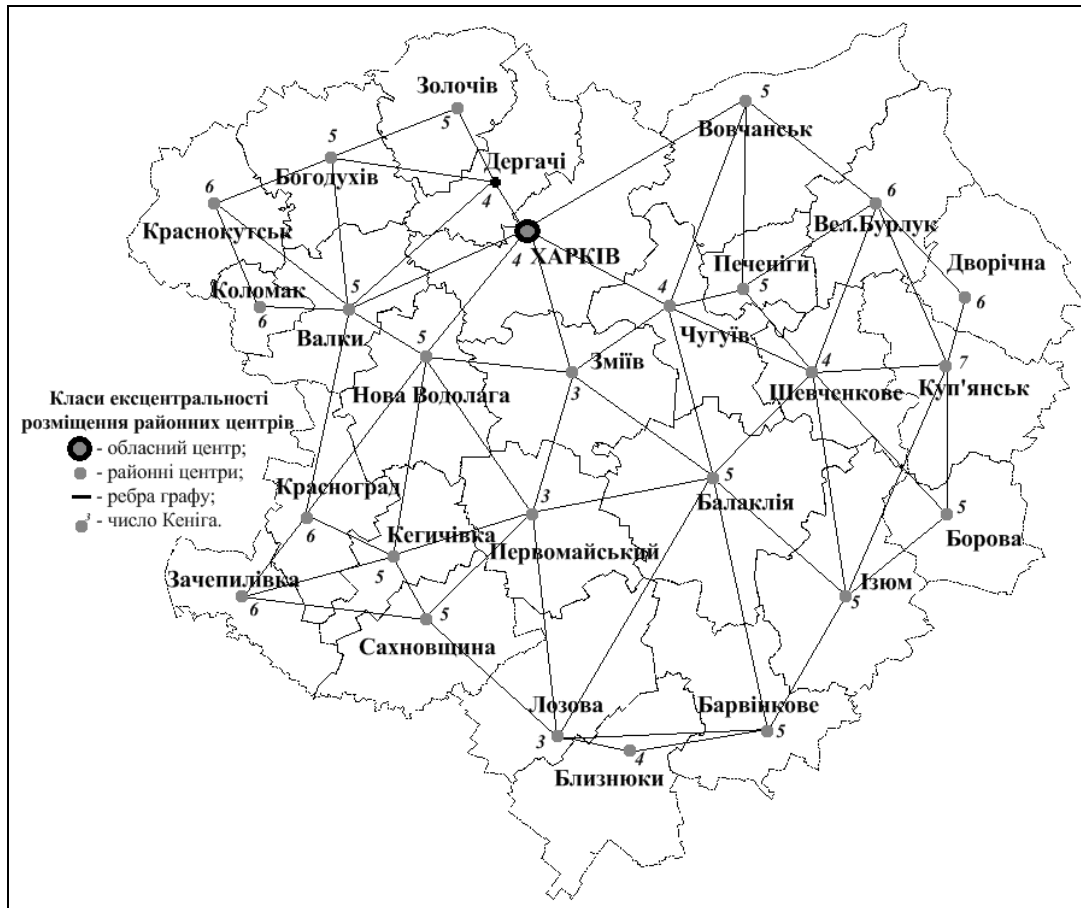 Золочів
5
5
Вовчанськ
5
Богодухів
Дергачі
4
6
Краснокутськ
6
Вел.Бурлук
ХАРКІВ
4
Печеніги
5
Дворічна
6
Коломак
6
5
Валки
4
Чугуїв
5
Нова Водолага
Зміїв
3
4
Шевченкове
7
Куп'янськ
Класи ексцентральності
розміщення районних центрів
- обласний центр;
- районні центри;
- ребра графу;
3 - число Кеніга.
Красноград
6
Кегичівка
5
3
Первомайський
5
Балаклія
5
Борова
Зачепилівка
6
5
Сахновщина
Ізюм
5
Лозова
3
Барвінкове
5
4
Близнюки